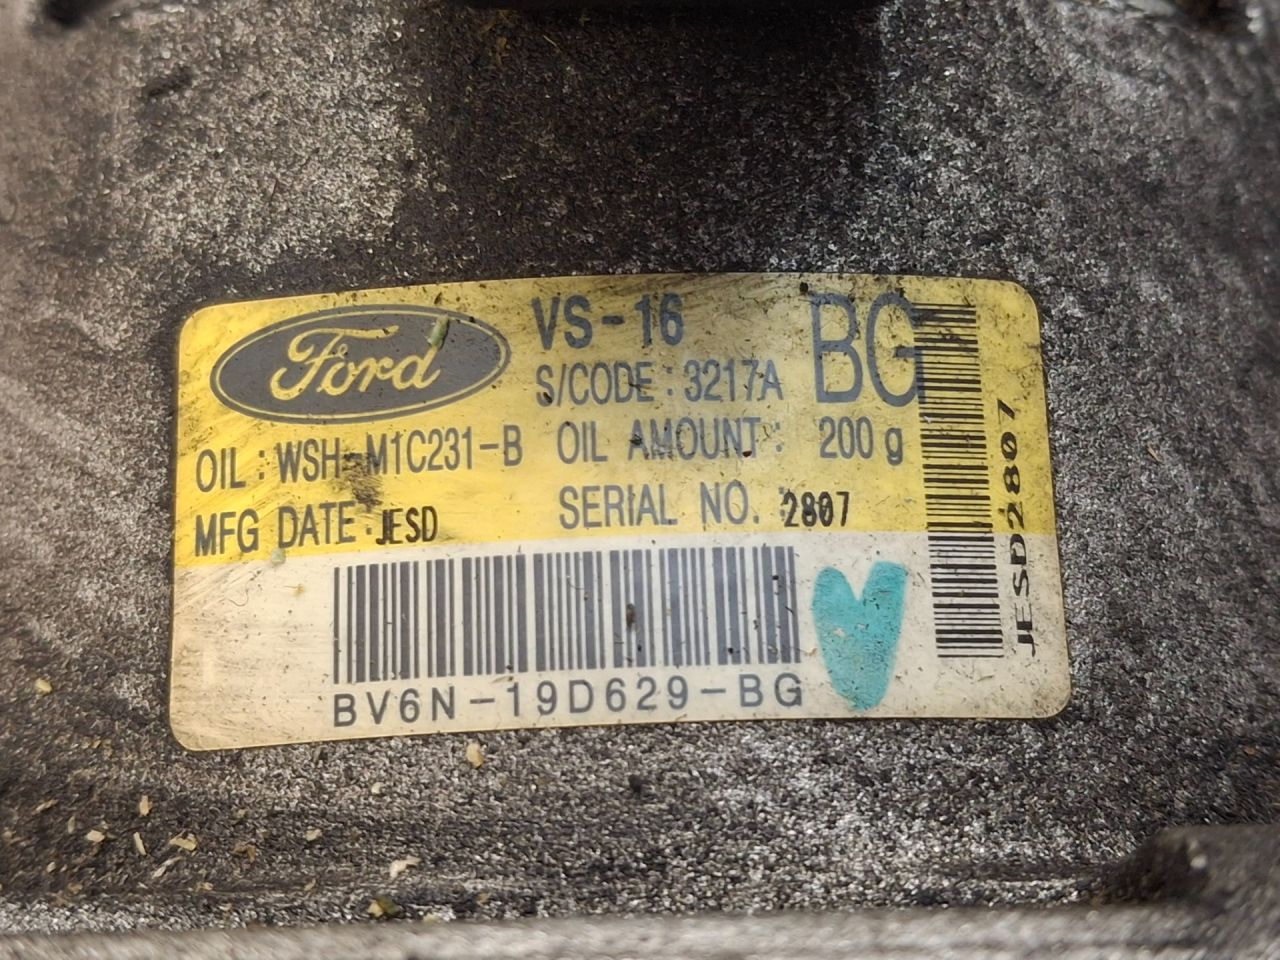 Ford
VS-16
BG
S/CODE : 3217A
OIL : WSH-M1C231-B OIL AMOUNT : 200 g
MFG DATE : JESD SERIAL NO. : 2807
BV6N-19D629-BG
JESD2807